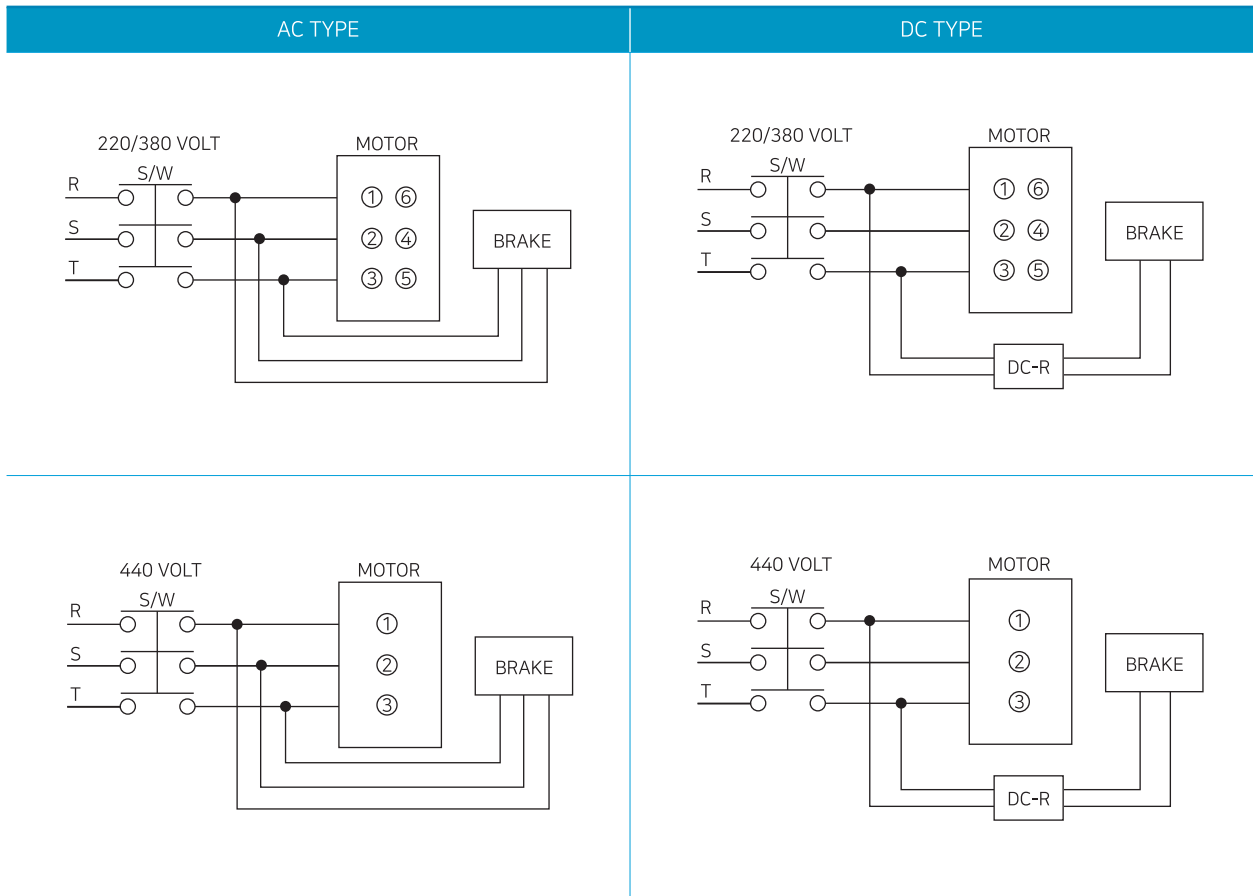 AC TYPE
DC TYPE
220/380 VOLT
S/W
MOTOR
R
S
T
① ⑥
② ④
③ ⑤
BRAKE
220/380 VOLT
S/W
MOTOR
R
S
T
① ⑥
② ④
③ ⑤
BRAKE
DC-R
440 VOLT
S/W
MOTOR
R
S
T
①
②
③
BRAKE
440 VOLT
S/W
MOTOR
R
S
T
①
②
③
BRAKE
DC-R